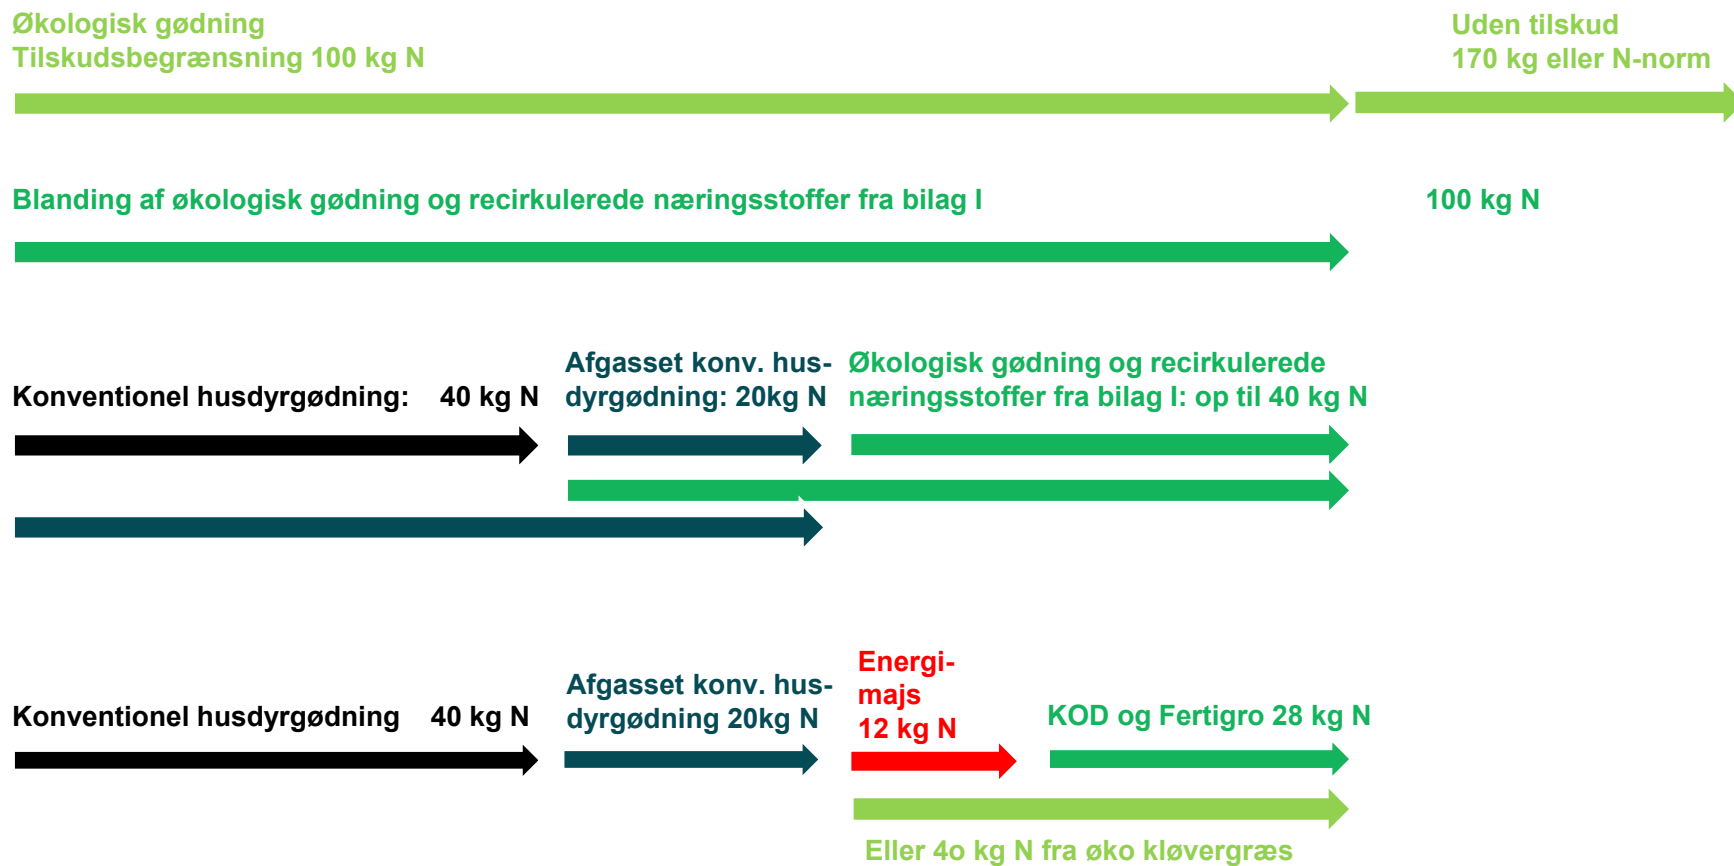 Økologisk gødning
Tilskudsbegrænsning 100 kg N
Uden tilskud
170 kg eller N-norm
Blanding af økologisk gødning og recirkulerede næringsstoffer fra bilag I
100 kg N
Konventionel husdyrgødning: 40 kg N
Afgasset konv. hus-
dyrgødning: 20kg N
Økologisk gødning og recirkulerede
næringsstoffer fra bilag I: op til 40 kg N
Konventionel husdyrgødning 40 kg N
Afgasset konv. hus-
dyrgødning 20kg N
Energi-
majs
12 kg N
KOD og Fertigro 28 kg N
Eller 4o kg N fra øko kløvergræs